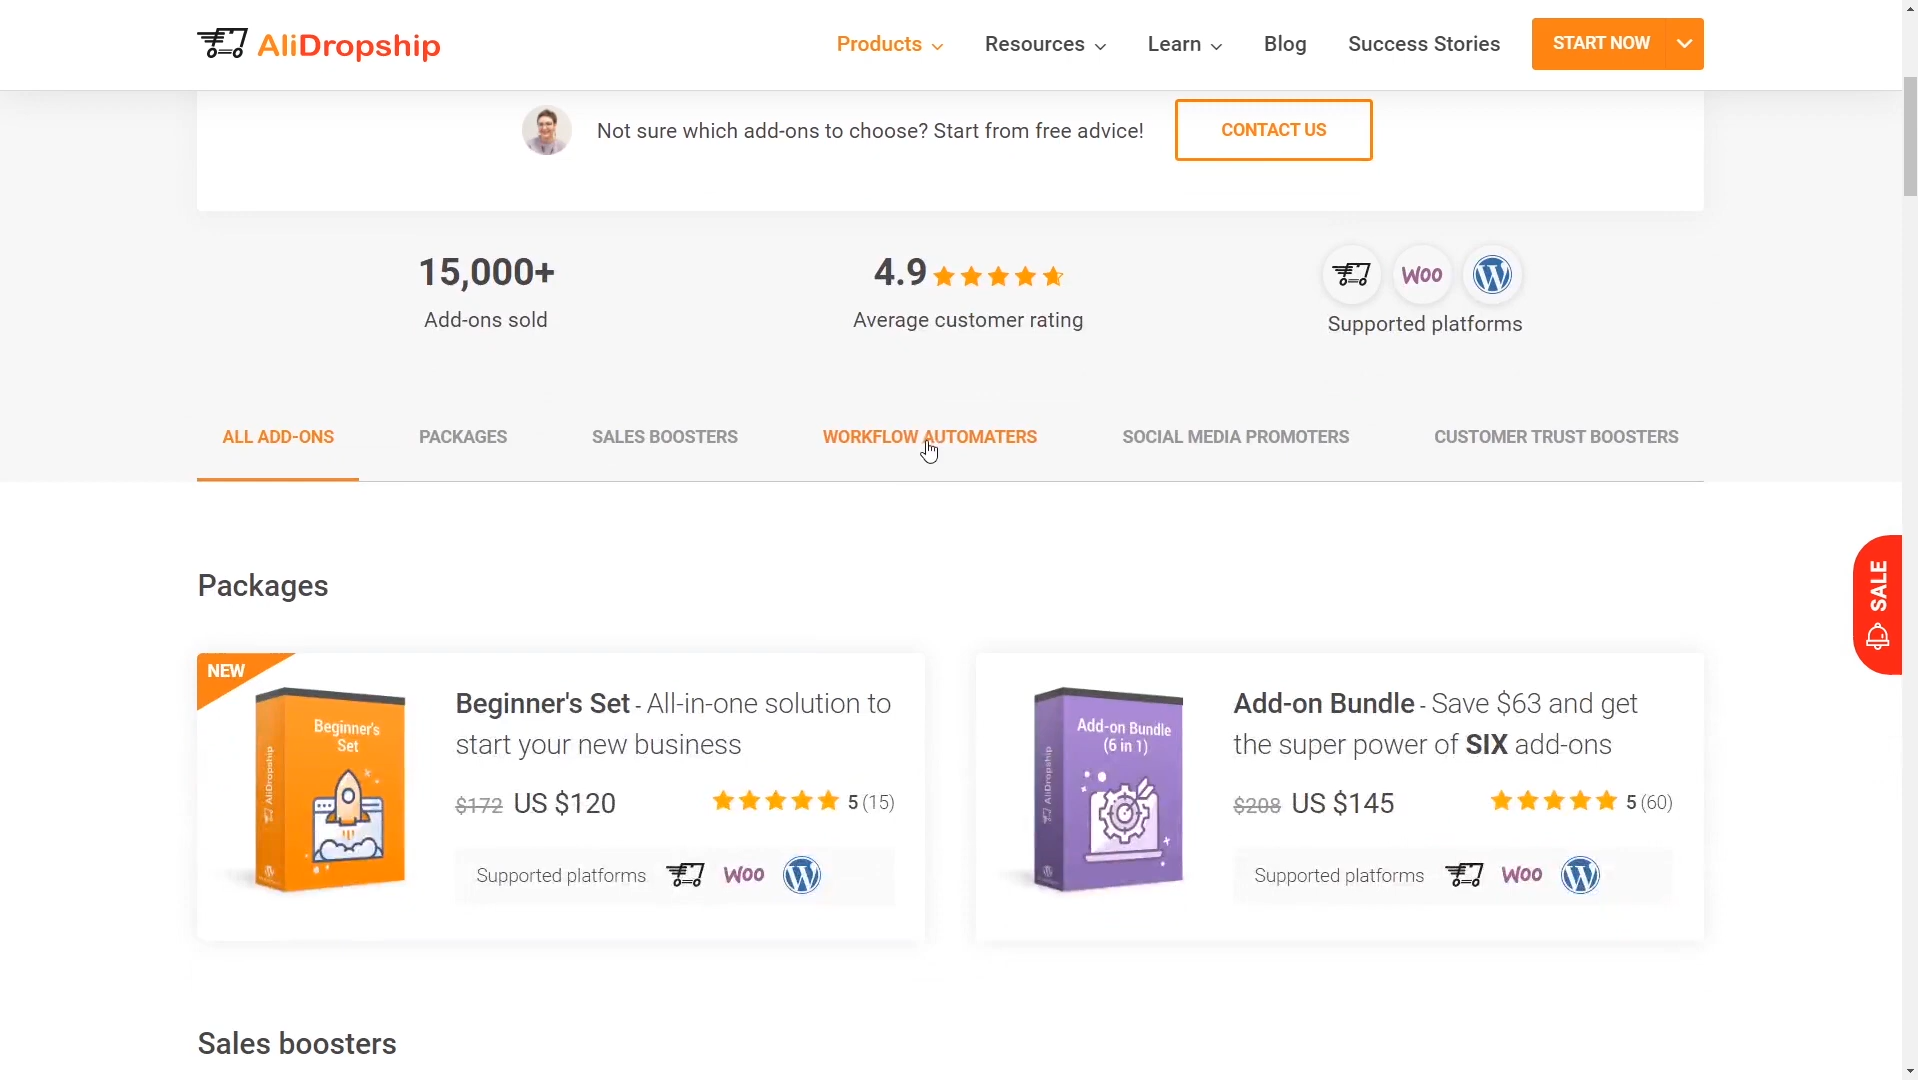 AliDropship
Products
Resources
Learn
Blog
Success Stories
START NOW
Not sure which add-ons to choose? Start from free advice!
CONTACT US
15,000+
Add-ons sold
4.9
Average customer rating
WOO
Supported platforms
ALL ADD-ONS
PACKAGES
SALES BOOSTERS
WORKFLOW AUTOMATERS
SOCIAL MEDIA PROMOTERS
CUSTOMER TRUST BOOSTERS
SALE
Packages
NEW
Beginner's
Set
AliDropship
Beginner's Set - All-in-one solution to
start your new business
$172 US $120
5 (15)
Supported platforms
WOO
Add-on Bundle
(6 in 1)
AliDropship
Add-on Bundle - Save $63 and get
the super power of SIX add-ons
$208 US $145
5 (60)
Supported platforms
WOO
Sales boosters